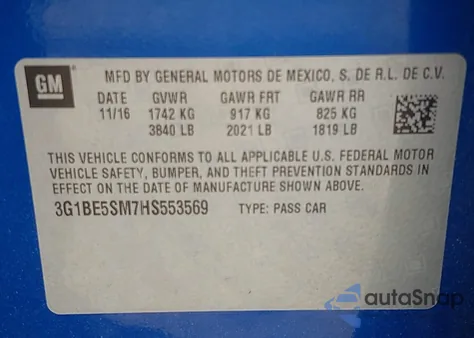 GM
MFD BY GENERAL MOTORS DE MEXICO, S. DE R.L. DE C.V.
DATE GVWR GAWR FRT GAWR RR
11/16 1742 KG 917 KG 825 KG
3840 LB 2021 LB 1819 LB
THIS VEHICLE CONFORMS TO ALL APPLICABLE U.S. FEDERAL MOTOR
VEHICLE SAFETY, BUMPER, AND THEFT PREVENTION STANDARDS IN
EFFECT ON THE DATE OF MANUFACTURE SHOWN ABOVE.
3G1BE5SM7HS553569 TYPE: PASS CAR
autaSnap